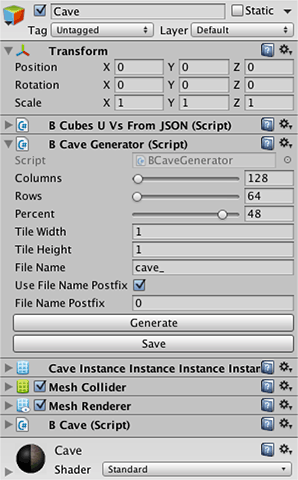 Cave Static
Tag Untagged Layer Default
Transform
Position X 0 Y 0 Z 0
Rotation X 0 Y 0 Z 0
Scale X 1 Y 1 Z 1
B Cubes U Vs From JSON (Script)
B Cave Generator (Script)
Script BCaveGenerator
Columns 128
Rows 64
Percent 48
Tile Width 1
Tile Height 1
File Name cave_
Use File Name Postfix
File Name Postfix 0
Generate
Save
Cave Instance Instance Instance Instan
Mesh Collider
Mesh Renderer
B Cave (Script)
Cave
Shader Standard